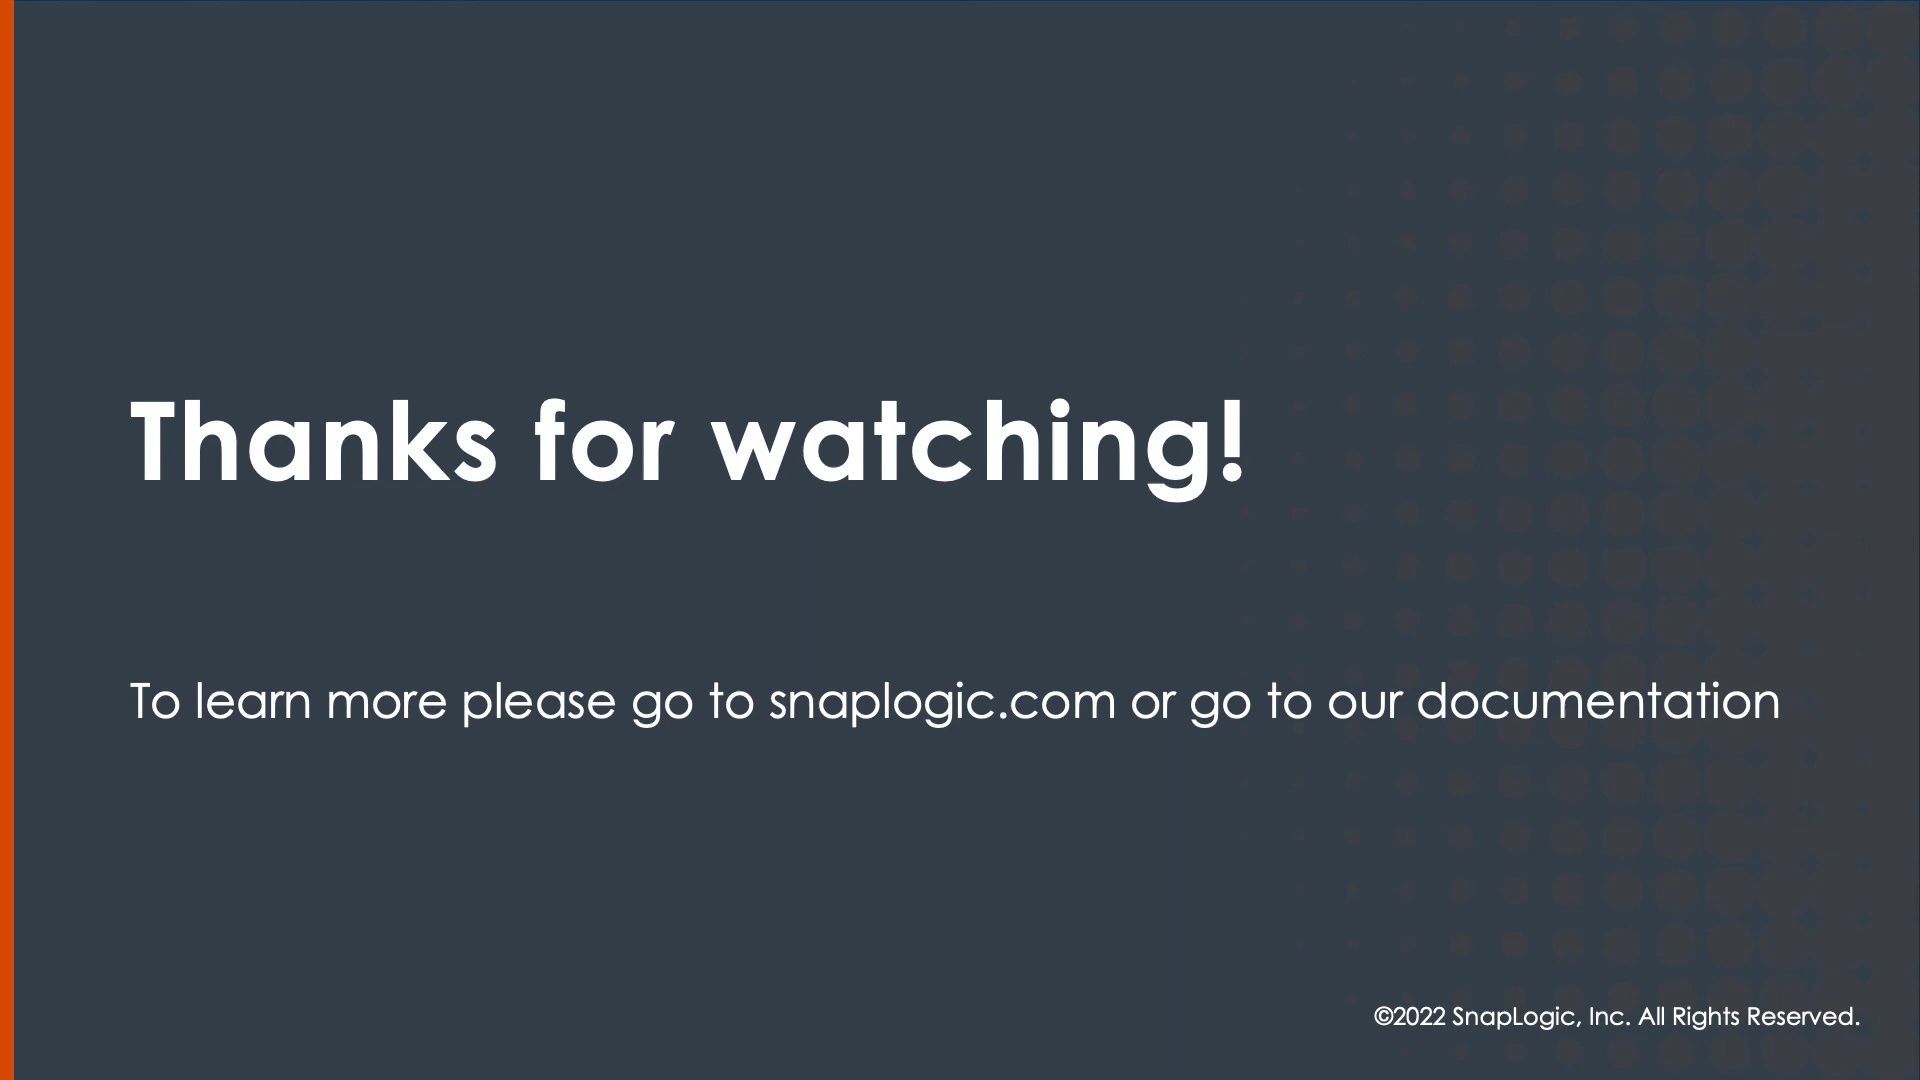 Thanks for watching!
To learn more please go to snaplogic.com or go to our documentation
©2022 SnapLogic, Inc. All Rights Reserved.